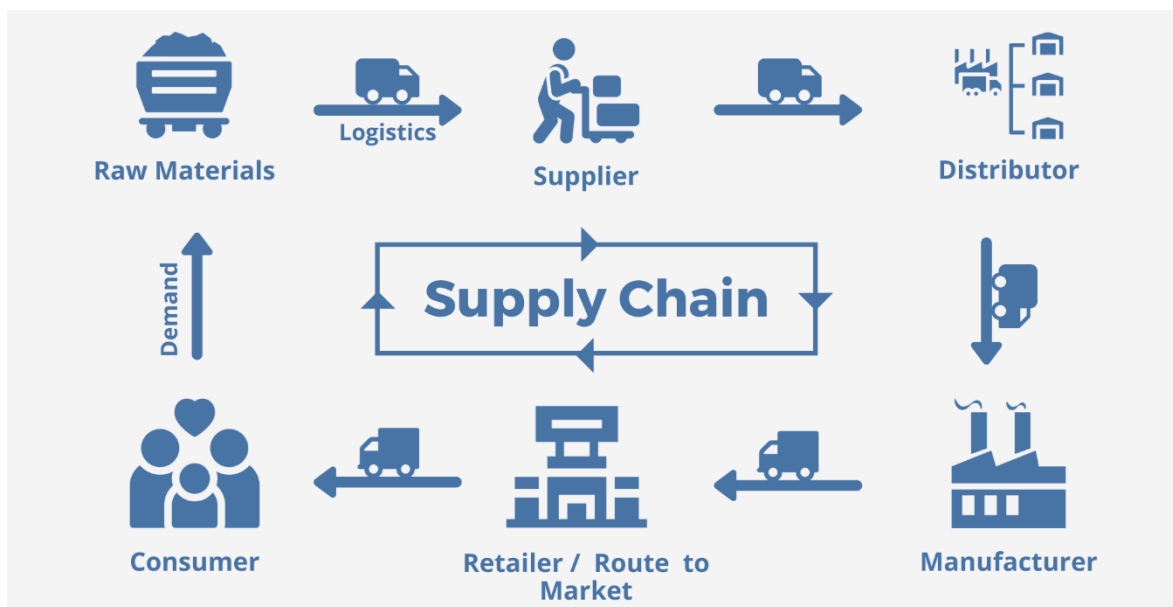 Logistics
Raw Materials
Supplier
Distributor
Demand
Supply Chain
Consumer
Retailer / Route to
Market
Manufacturer